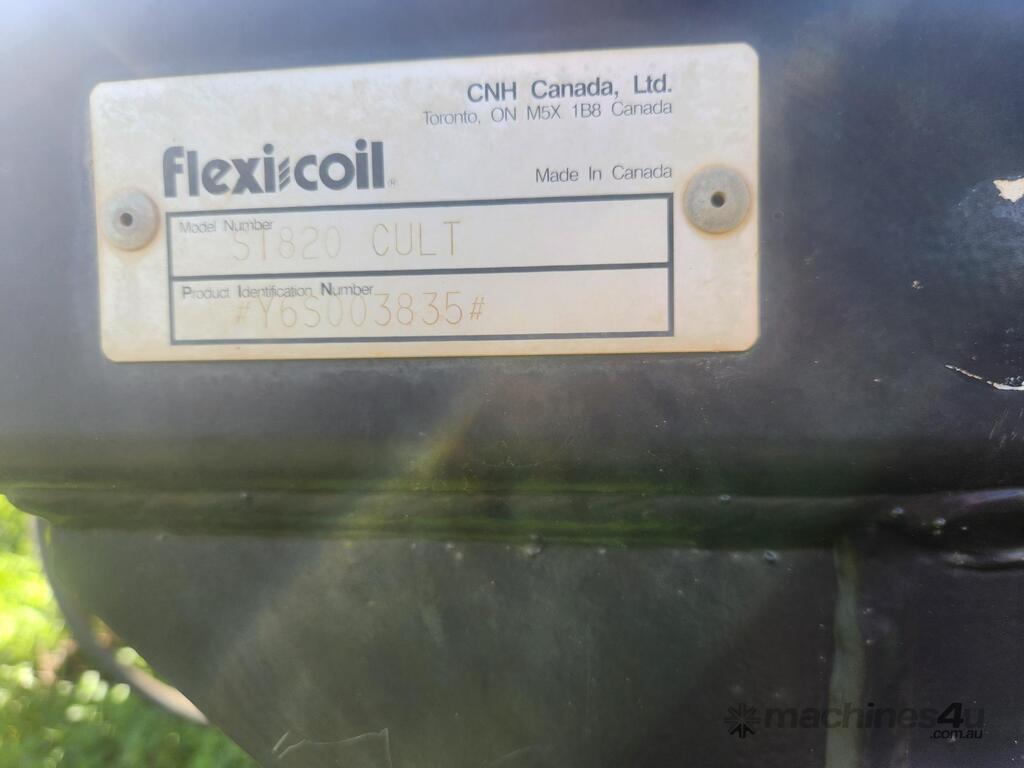 CNH Canada, Ltd.
Toronto, ON M5X 1B8 Canada
flexi-coil®
Made In Canada
Model Number
ST820 CULT
Product Identification Number
#Y6S003835#
machines4u
.com.au